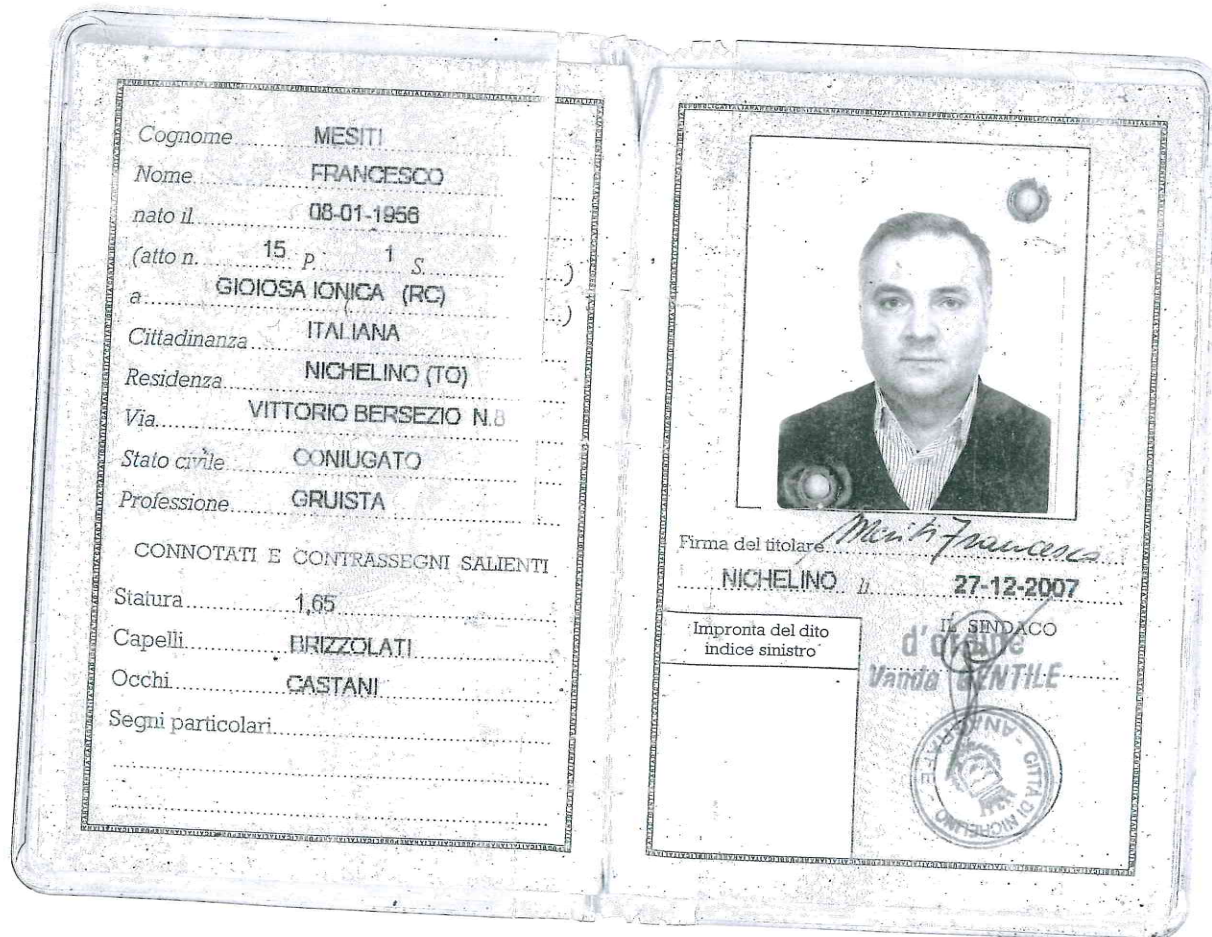 Cognome MESITI
Nome FRANCESCO
nato il 08-01-1956
(atto n. 15 P. 1 S. )
a GIOIOSA IONICA (RC) )
Cittadinanza ITALIANA
Residenza NICHELINO (TO)
Via VITTORIO BERSEZIO N.8
Stato civile CONIUGATO
Professione GRUISTA
CONNOTATI E CONTRASSEGNI SALIENTI
Statura 1,65
Capelli BRIZZOLATI
Occhi CASTANI
Segni particolari
Firma del titolare Mesiti Francesco
NICHELINO li 27-12-2007
IL SINDACO
d'ordine
Vanda GENTILE
Impronta del dito
indice sinistro
CITTÀ DI NICHELINO - ANAGRAFE -